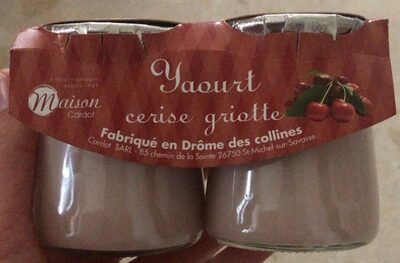 Yaourt
Maison
Cardot
cerise griotte
Fabriqué en Drôme des collines
Cardot SARL - 85 chemin de la Sainte 26750 St-Michel-sur-Savasse